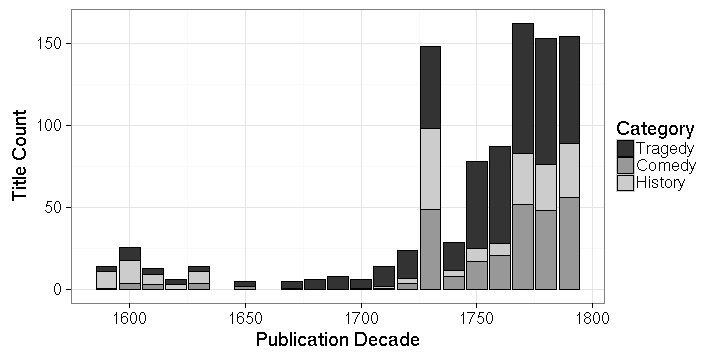 150
100
50
0
Title Count
1600
1650
1700
1750
1800
Publication Decade
Category
Tragedy
Comedy
History